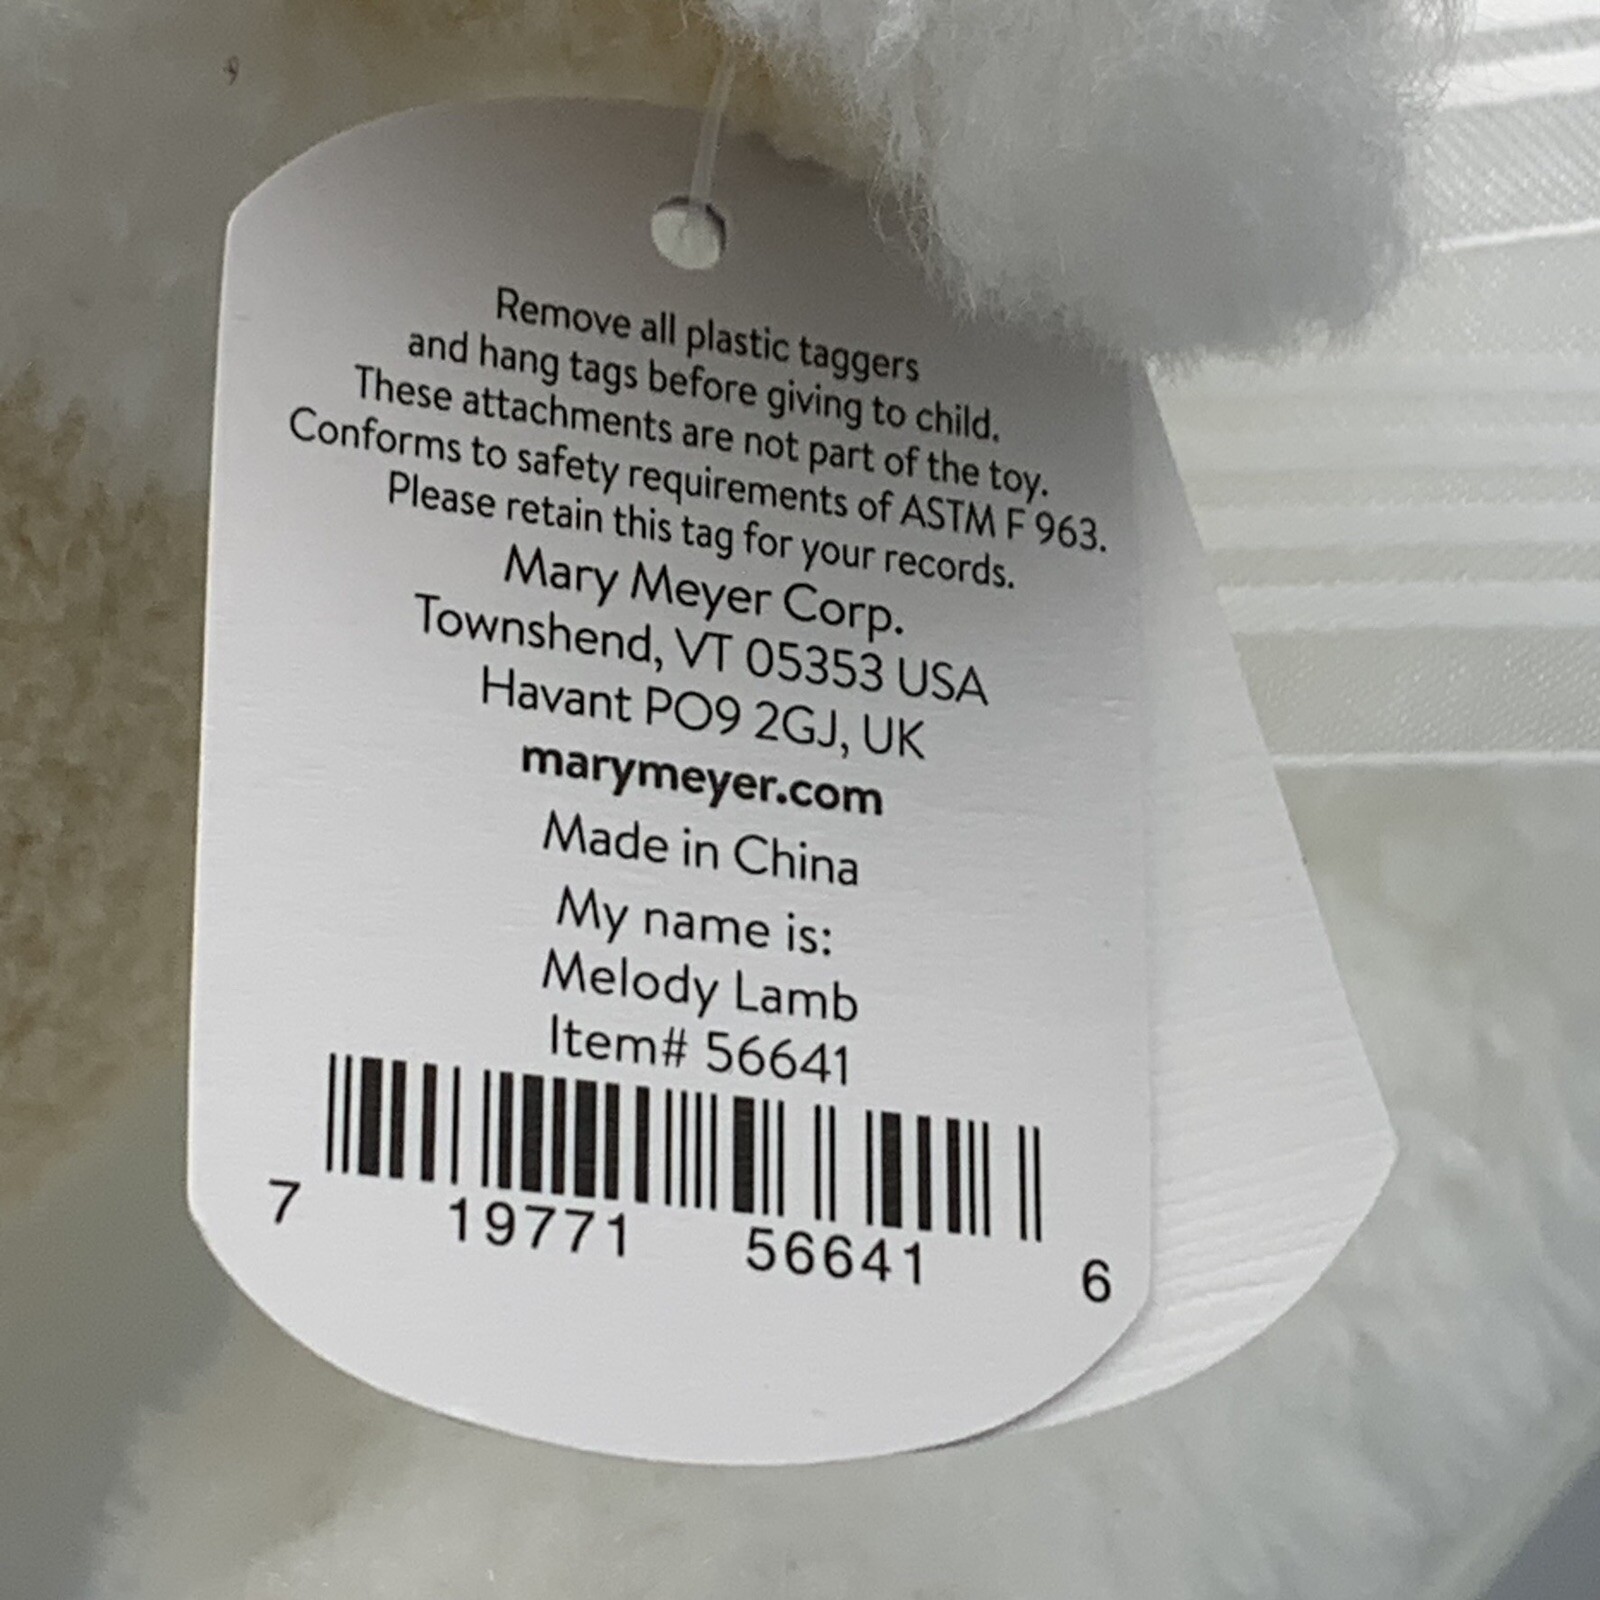 Remove all plastic taggers
and hang tags before giving to child.
These attachments are not part of the toy.
Conforms to safety requirements of ASTM F 963.
Please retain this tag for your records.
Mary Meyer Corp.
Townshend, VT 05353 USA
Havant PO9 2GJ, UK
marymeyer.com
Made in China
My name is:
Melody Lamb
Item# 56641
7 19771 56641 6